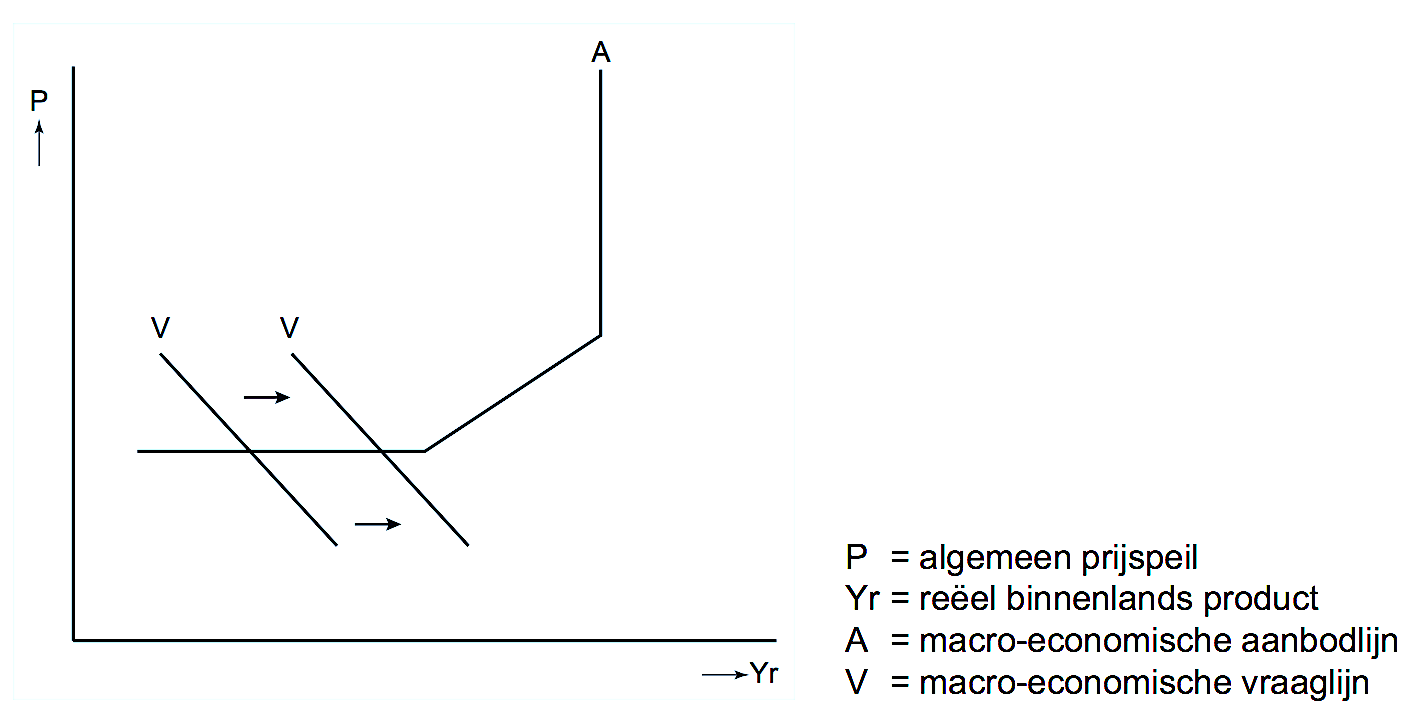 A
P
V V
Yr
P = algemeen prijspeil
Yr = reëel binnenlands product
A = macro-economische aanbodlijn
V = macro-economische vraaglijn